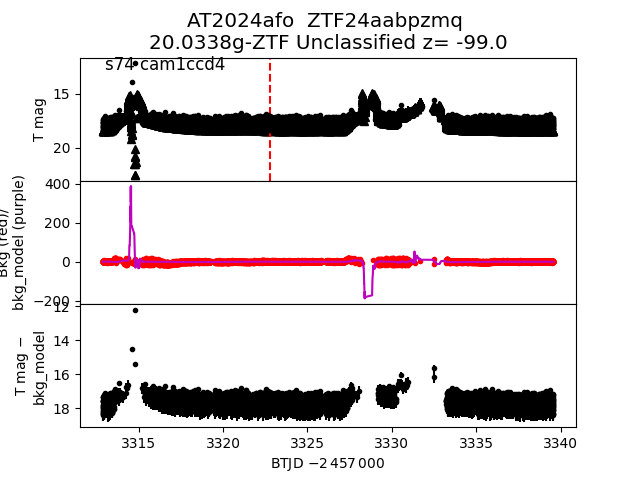 AT2024afo  ZTF24aabpzmq
20.0338g-ZTF Unclassified z= -99.0
s74 cam1ccd4
T mag
15
20
Bkg (red)/
bkg_model (purple)
400
200
0
−200
T mag −
bkg_model
12
14
16
18
3315
3320
3325
3330
3335
3340
BTJD −2 457 000